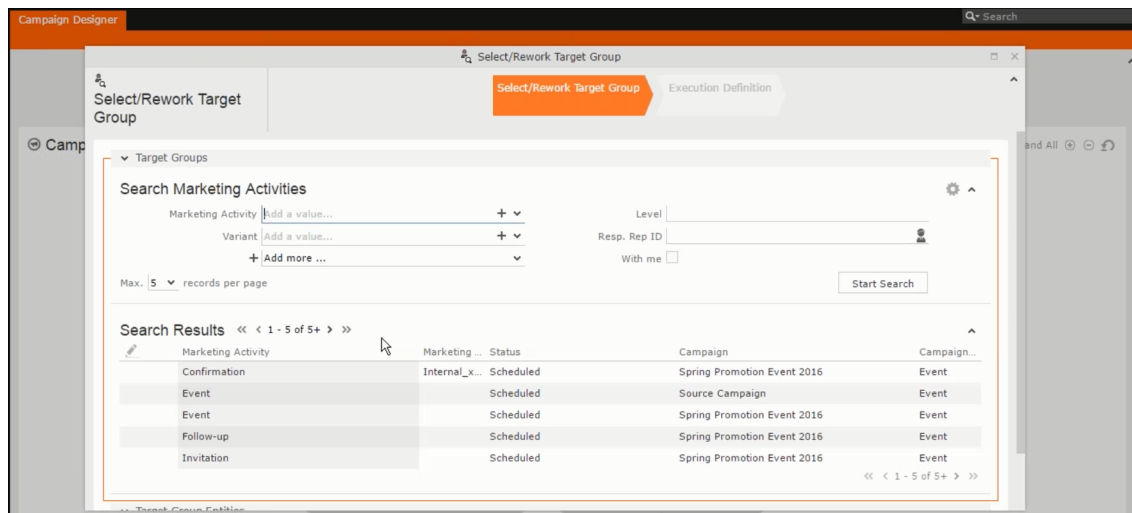 Campaign Designer
Search
Select/Rework Target Group
Select/Rework Target
Group
Select/Rework Target Group
Execution Definition
Camp
and All
Target Groups
Search Marketing Activities
Marketing Activity Add a value...
Level
Variant Add a value...
Resp. Rep ID
Add more ...
With me
Max. 5 records per page
Start Search
Search Results 1 - 5 of 5+
Marketing Activity Marketing ... Status Campaign Campaign...
Confirmation Internal_x... Scheduled Spring Promotion Event 2016 Event
Event Scheduled Source Campaign Event
Event Scheduled Spring Promotion Event 2016 Event
Follow-up Scheduled Spring Promotion Event 2016 Event
Invitation Scheduled Spring Promotion Event 2016 Event
1 - 5 of 5+
Target Group Entities